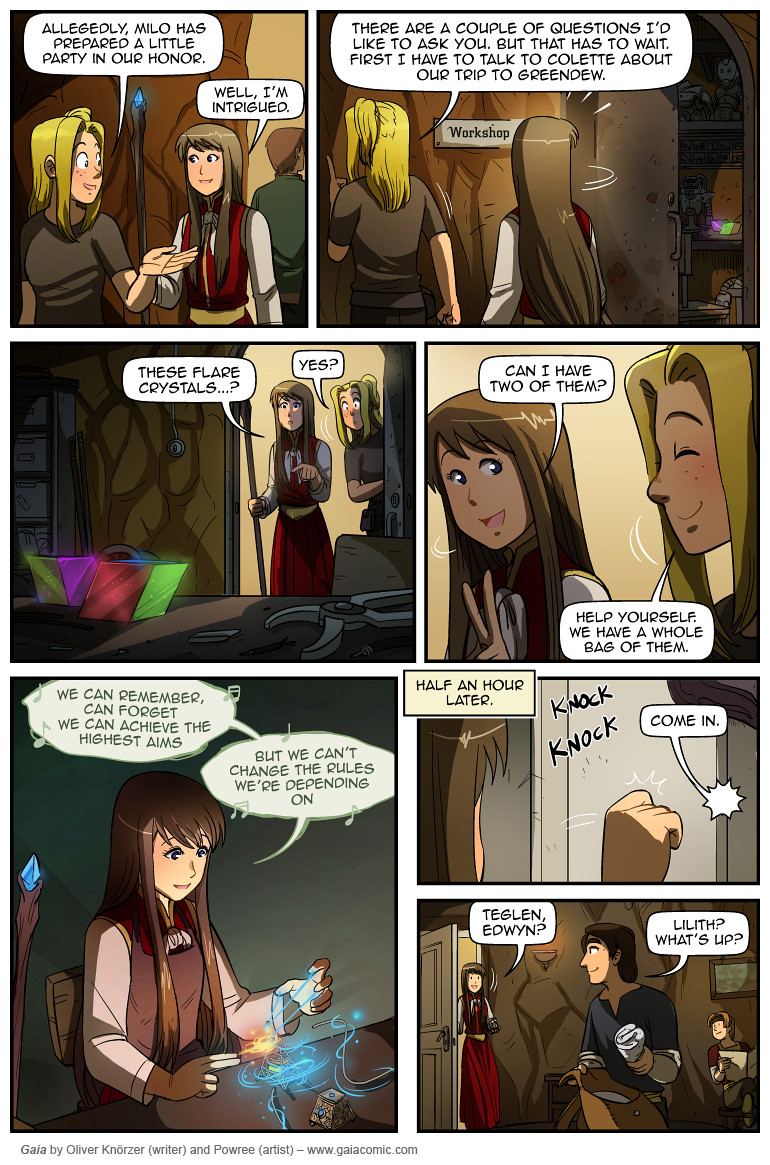 ALLEGEDLY, MILO HAS
PREPARED A LITTLE
PARTY IN OUR HONOR.
WELL, I'M
INTRIGUED.
THERE ARE A COUPLE OF QUESTIONS I'D
LIKE TO ASK YOU. BUT THAT HAS TO WAIT.
FIRST I HAVE TO TALK TO COLETTE ABOUT
OUR TRIP TO GREENDEW.
Workshop
THESE FLARE
CRYSTALS...?
YES?
CAN I HAVE
TWO OF THEM?
HELP YOURSELF.
WE HAVE A WHOLE
BAG OF THEM.
WE CAN REMEMBER,
CAN FORGET
WE CAN ACHIEVE THE
HIGHEST AIMS
BUT WE CAN'T
CHANGE THE RULES
WE'RE DEPENDING
ON
HALF AN HOUR
LATER.
KNOCK
KNOCK
COME IN.
TEGLEN,
EDWYN?
LILITH?
WHAT'S UP?
Gaia by Oliver Knörzer (writer) and Powree (artist) – www.gaiacomic.com